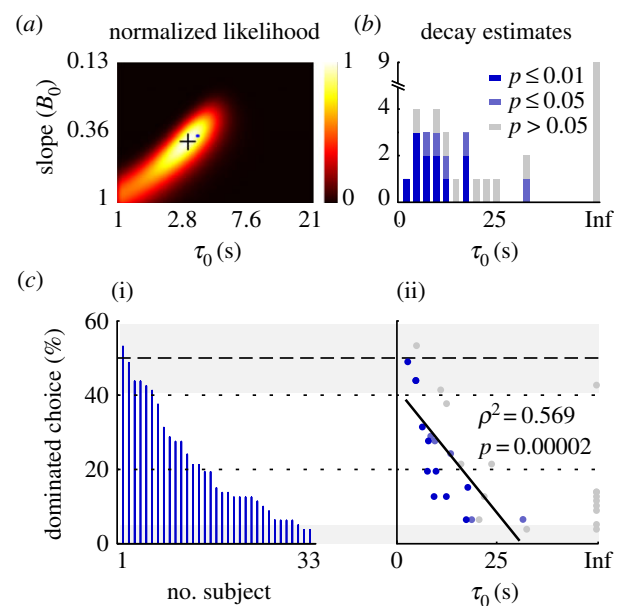 (a) normalized likelihood
0.13
0.36
1
slope (B0)
1 2.8 7.6 21
τ0 (s)
1
0
(b) decay estimates
9
4
2
0
p ≤ 0.01
p ≤ 0.05
p > 0.05
0 25 Inf
τ0 (s)
(c) (i) (ii)
60
40
20
0
dominated choice (%)
1 33
no. subject
ρ² = 0.569
p = 0.00002
0 25 Inf
τ0 (s)